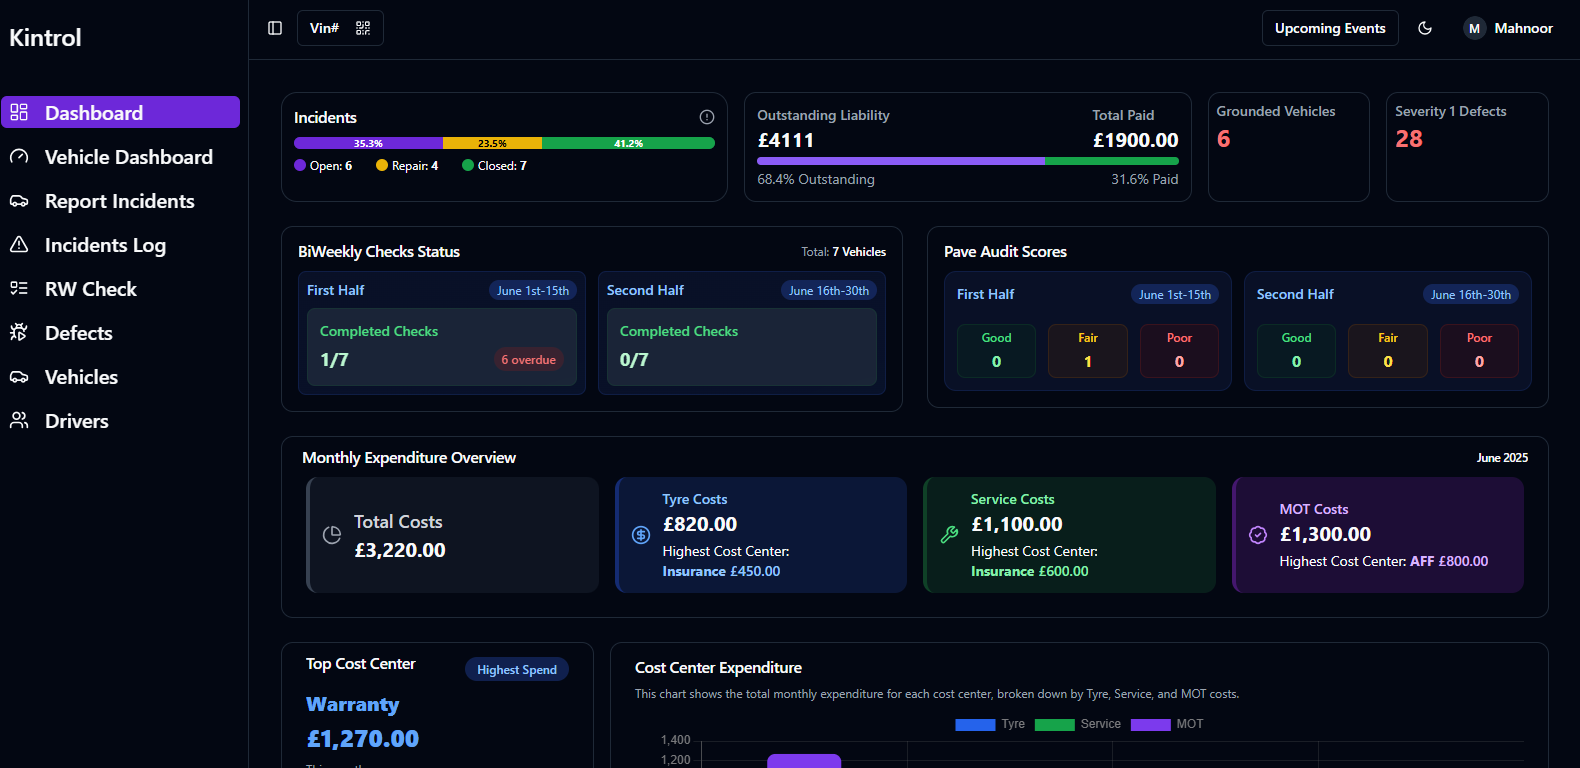 Kintrol
Vin#
Upcoming Events
M Mahnoor
Dashboard
Vehicle Dashboard
Report Incidents
Incidents Log
RW Check
Defects
Vehicles
Drivers
Incidents
35.3% 23.5% 41.2%
Open: 6 Repair: 4 Closed: 7
Outstanding Liability Total Paid
£4111 £1900.00
68.4% Outstanding 31.6% Paid
Grounded Vehicles
6
Severity 1 Defects
28
BiWeekly Checks Status Total: 7 Vehicles
First Half June 1st-15th
Completed Checks
1/7 6 overdue
Second Half June 16th-30th
Completed Checks
0/7
Pave Audit Scores
First Half June 1st-15th
Good Fair Poor
0 1 0
Second Half June 16th-30th
Good Fair Poor
0 0 0
Monthly Expenditure Overview June 2025
Total Costs
£3,220.00
Tyre Costs
£820.00
Highest Cost Center:
Insurance £450.00
Service Costs
£1,100.00
Highest Cost Center:
Insurance £600.00
MOT Costs
£1,300.00
Highest Cost Center: AFF £800.00
Top Cost Center Highest Spend
Warranty
£1,270.00
Cost Center Expenditure
This chart shows the total monthly expenditure for each cost center, broken down by Tyre, Service, and MOT costs.
Tyre Service MOT
1,400
1,200